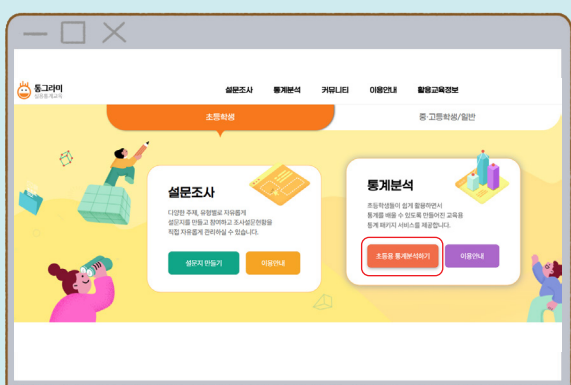 통그라미
실용통계교육
설문조사 통계분석 커뮤니티 이용안내 활용교육정보
초등학생
중·고등학생/일반
설문조사
다양한 주제, 유형별로 자유롭게
설문지를 만들고 참여하고 조사설문현황을
직접 자유롭게 관리하실 수 있습니다.
설문지 만들기
이용안내
통계분석
초등학생들이 쉽게 활용하면서
통계를 배울 수 있도록 만들어진 교육용
통계 패키지 서비스를 제공합니다.
초등용 통계분석하기
이용안내